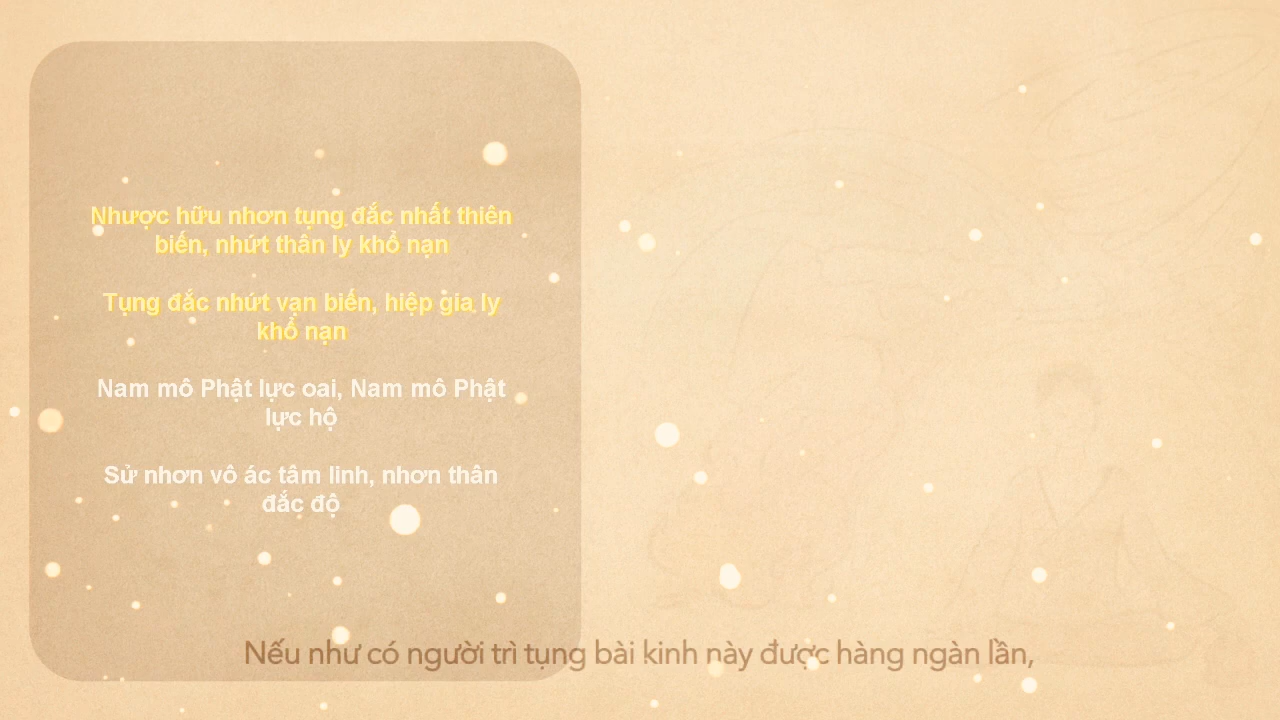 Nhược hữu nhơn tụng đắc nhất thiên
biến, nhứt thân ly khổ nạn
Tụng đắc nhứt vạn biến, hiệp gia ly
khổ nạn
Nam mô Phật lực oai, Nam mô Phật
lực hộ
Sử nhơn vô ác tâm linh, nhơn thân
đắc độ
Nếu như có người trì tụng bài kinh này được hàng ngàn lần,